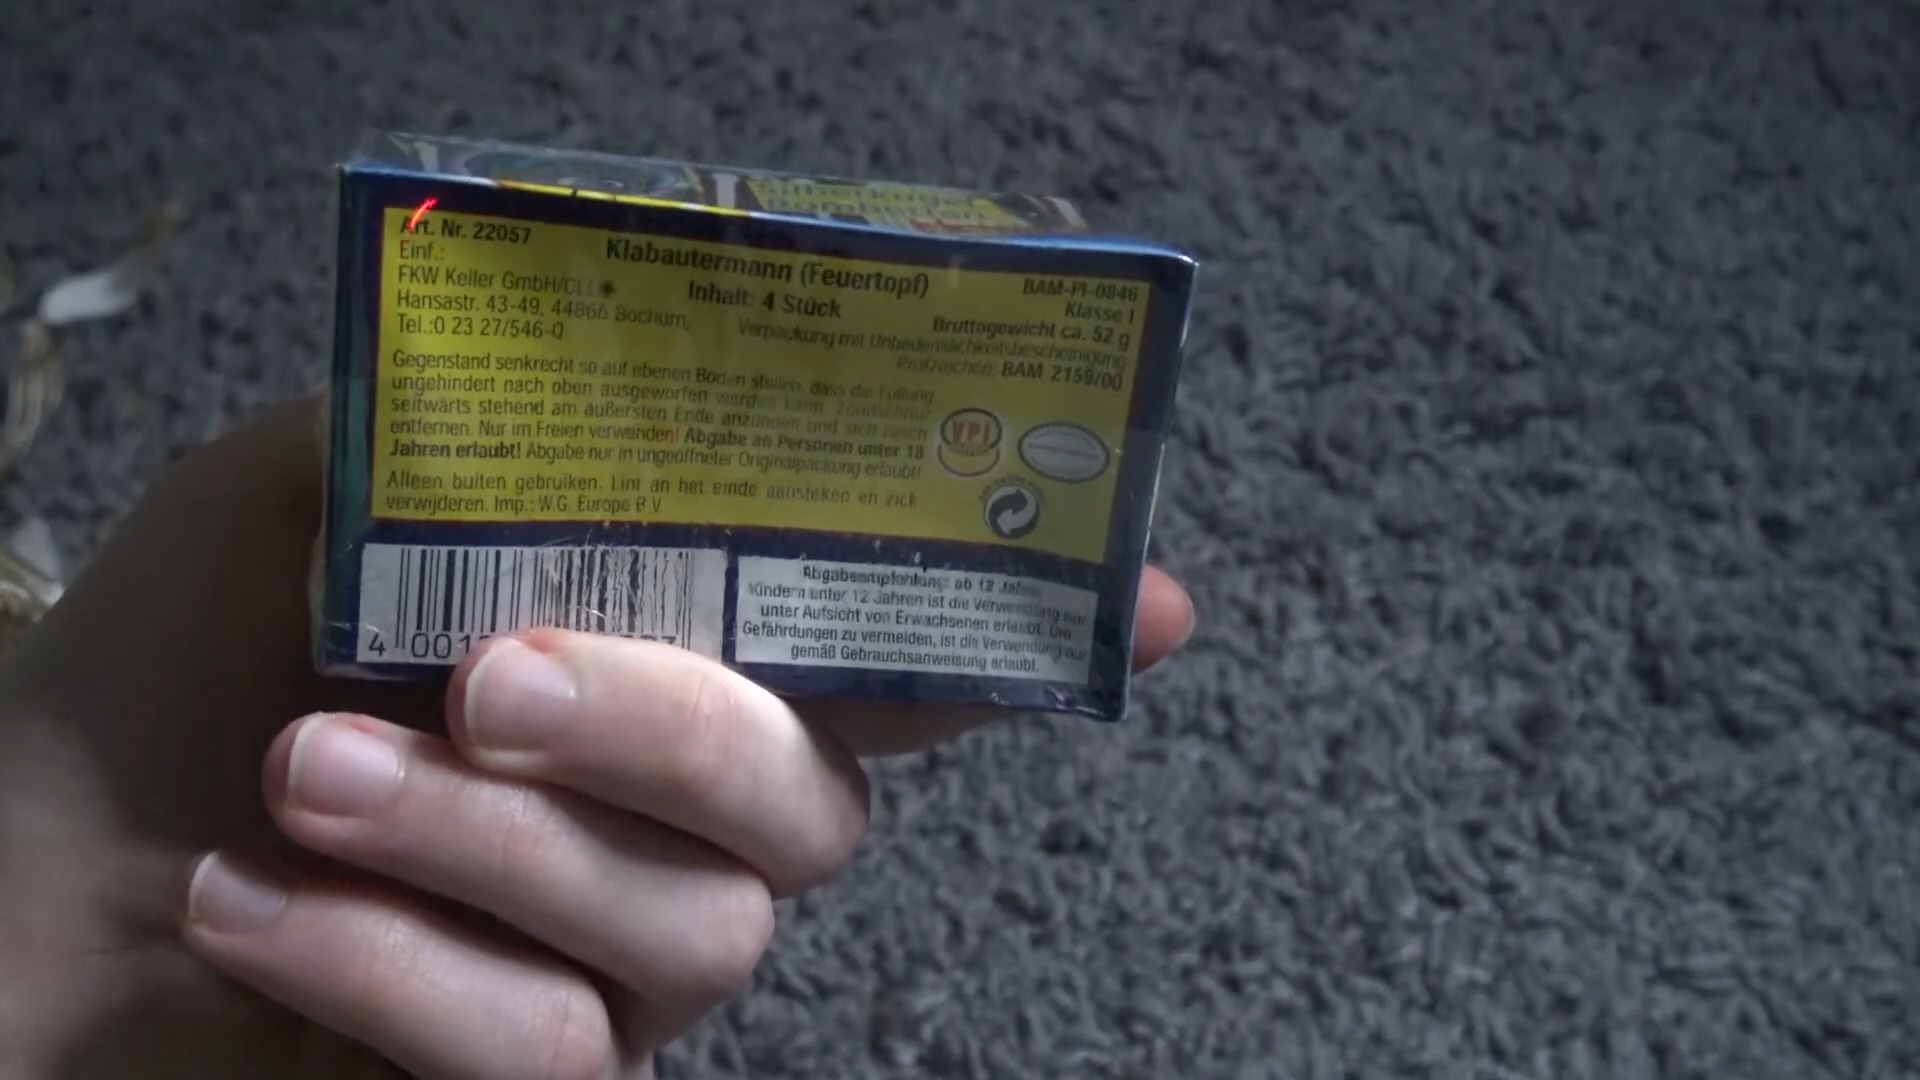 Art. Nr. 22057
Einf.:
FKW Keller GmbH/CLL
Hansastr. 43-49, 44866 Bochum,
Tel.:0 23 27/546-0
Klabautermann (Feuertopf)
Inhalt: 4 Stück
BAM-PI-0846
Klasse I
Bruttogewicht ca. 52 g
Verpackung mit Unbedenklichkeitsbescheinigung
Prüfzeichen: BAM 2159/00
Gegenstand senkrecht so auf ebenen Boden stellen, dass die Füllung
ungehindert nach oben ausgeworfen werden kann. Zündschnur
seitwärts stehend am äußersten Ende anzünden und sich rasch
entfernen. Nur im Freien verwenden! Abgabe an Personen unter 18
Jahren erlaubt! Abgabe nur in ungeöffneter Originalpackung erlaubt!
Alleen buiten gebruiken. Lint an het einde aansteken en zick
verwijderen. Imp.: W.G. Europe B.V.
VPI
4 001
Abgabeempfehlung: ab 12 Jahre
Kindern unter 12 Jahren ist die Verwendung nur
unter Aufsicht von Erwachsenen erlaubt. Um
Gefährdungen zu vermeiden, ist die Verwendung nur
gemäß Gebrauchsanweisung erlaubt.